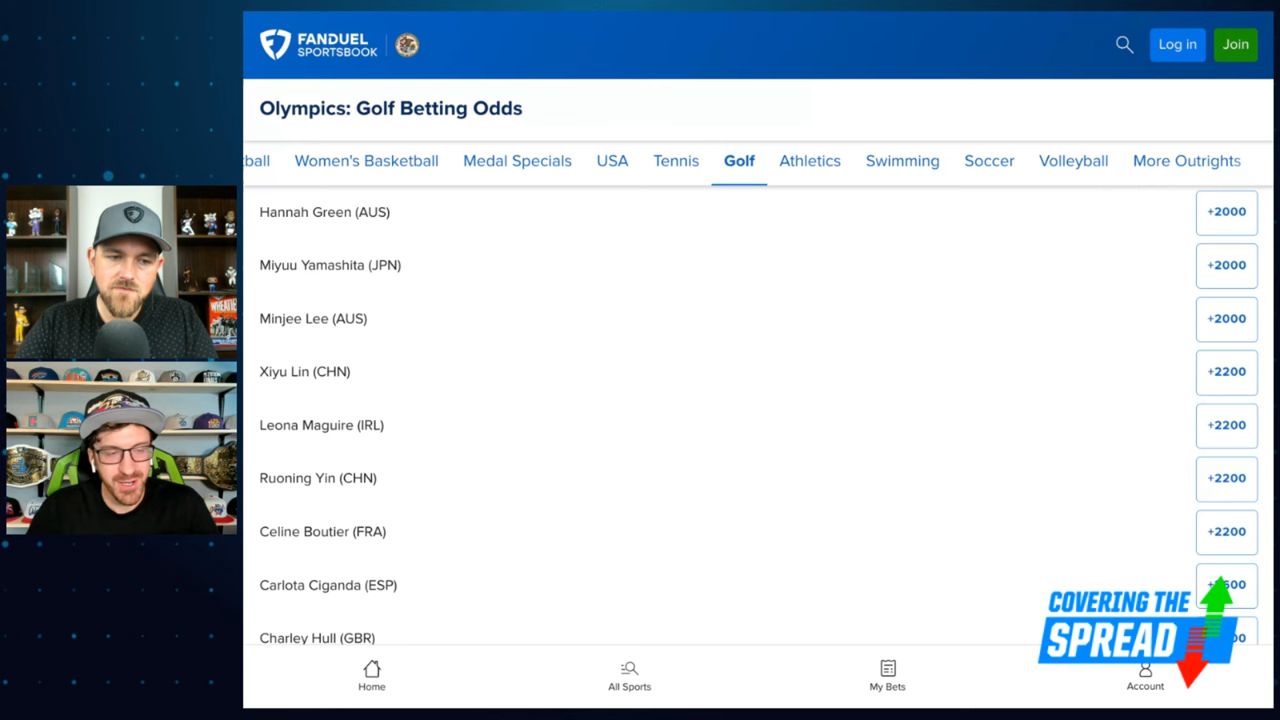 FANDUEL
SPORTSBOOK
Log in
Join
Olympics: Golf Betting Odds
ball
Women's Basketball
Medal Specials
USA
Tennis
Golf
Athletics
Swimming
Soccer
Volleyball
More Outrights
Hannah Green (AUS)
+2000
Miyuu Yamashita (JPN)
+2000
Minjee Lee (AUS)
+2000
Xiyu Lin (CHN)
+2200
Leona Maguire (IRL)
+2200
Ruoning Yin (CHN)
+2200
Celine Boutier (FRA)
+2200
Carlota Ciganda (ESP)
Charley Hull (GBR)
COVERING THE
SPREAD
Home
All Sports
My Bets
Account
WHEATIES